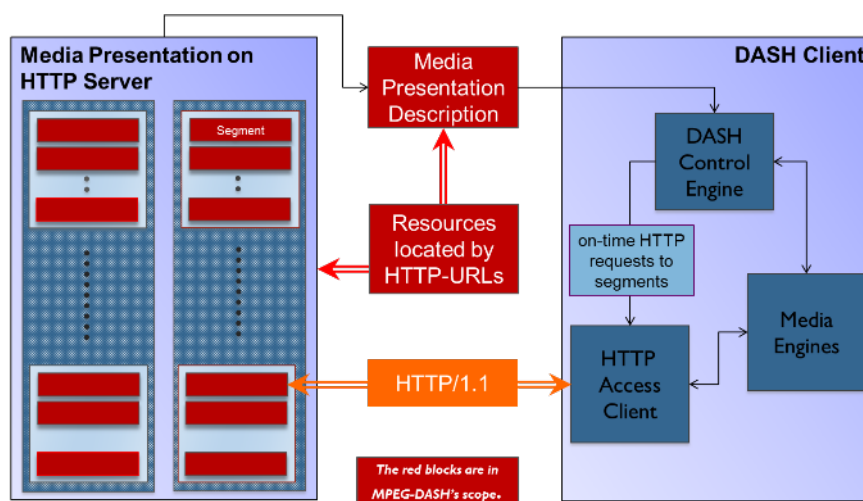 Media Presentation on
HTTP Server
Segment
Media
Presentation
Description
Resources
located by
HTTP-URLs
HTTP/1.1
The red blocks are in
MPEG-DASH's scope.
DASH Client
DASH
Control
Engine
on-time HTTP
requests to
segments
HTTP
Access
Client
Media
Engines